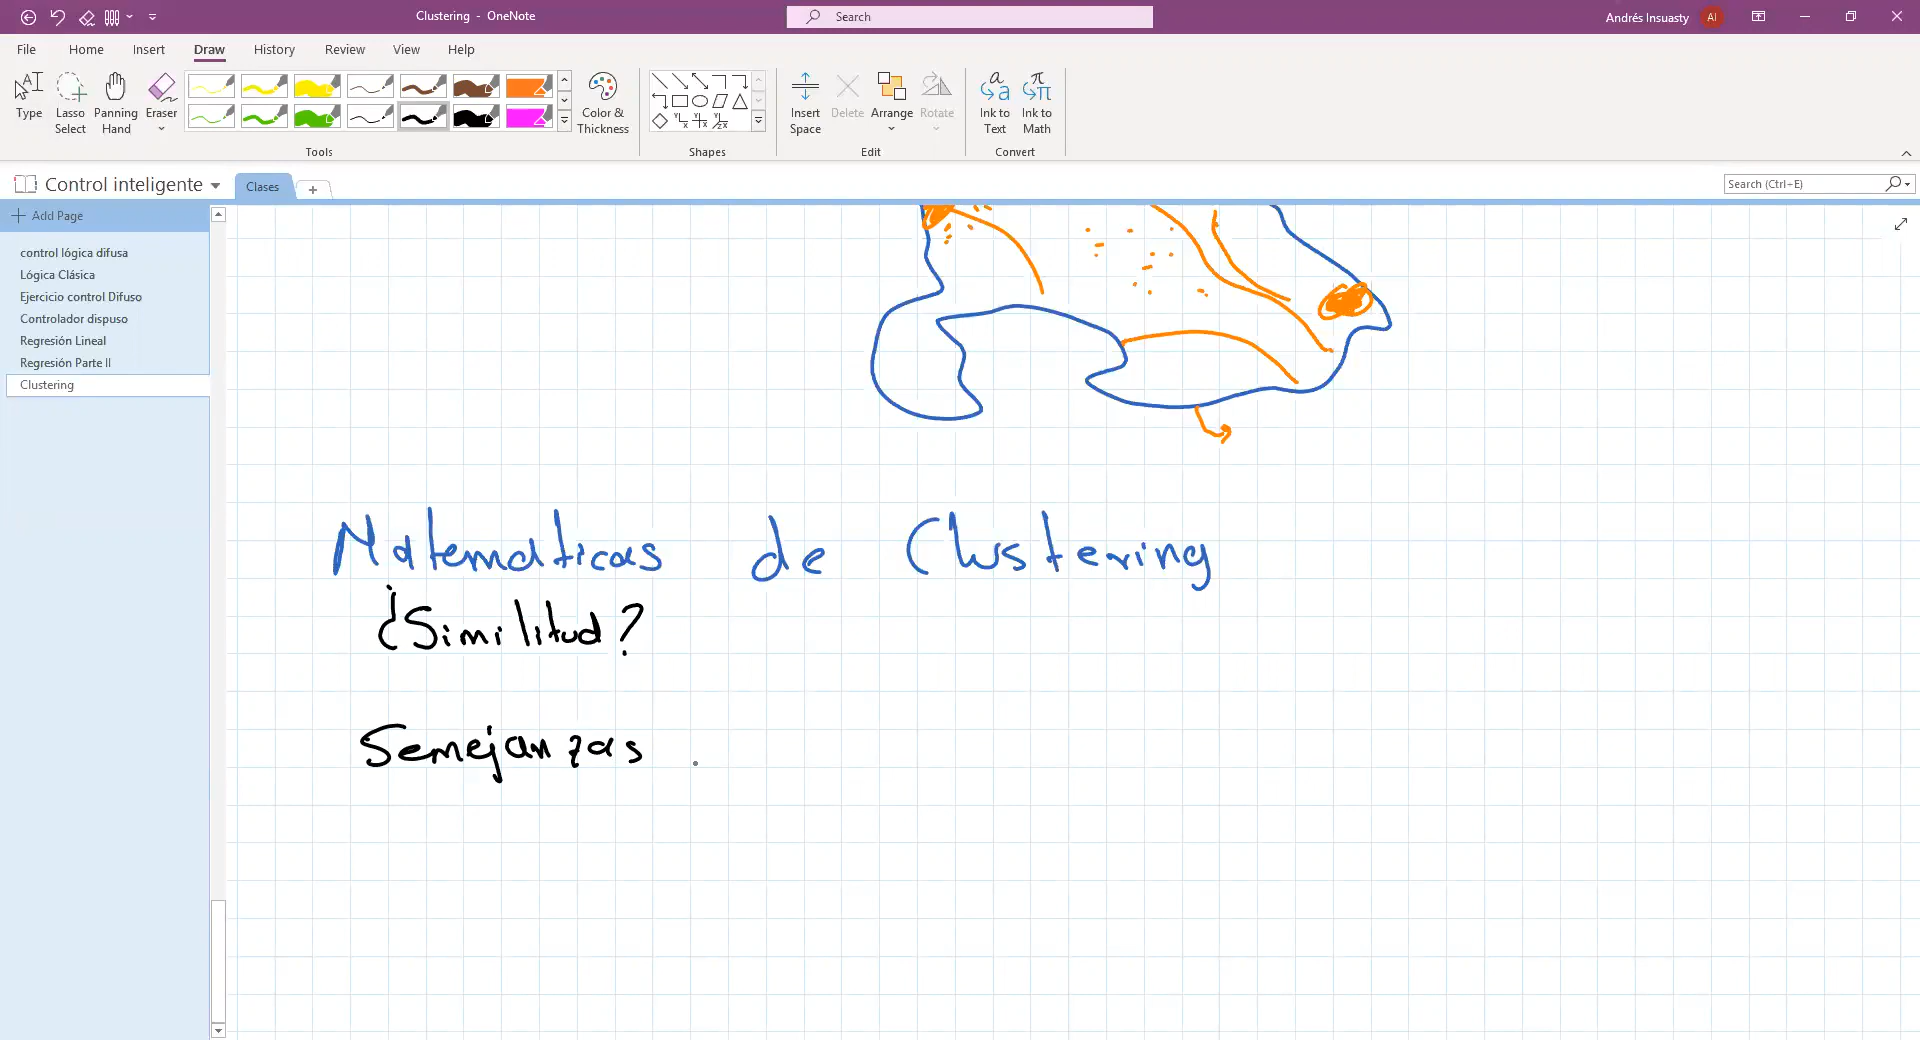 Clustering - OneNote
Search
Andrés Insuasty
AI
File Home Insert Draw History Review View Help
Type
Lasso Select
Panning Hand
Eraser
Color & Thickness
Insert Space
Delete
Arrange
Rotate
Ink to Text
Ink to Math
Tools
Shapes
Edit
Convert
Control inteligente
Clases
Search (Ctrl+E)
Add Page
control lógica difusa
Lógica Clásica
Ejercicio control Difuso
Controlador dispuso
Regresión Lineal
Regresión Parte II
Clustering
Matematicas de Clustering
¿Similitud?
Semejanzas